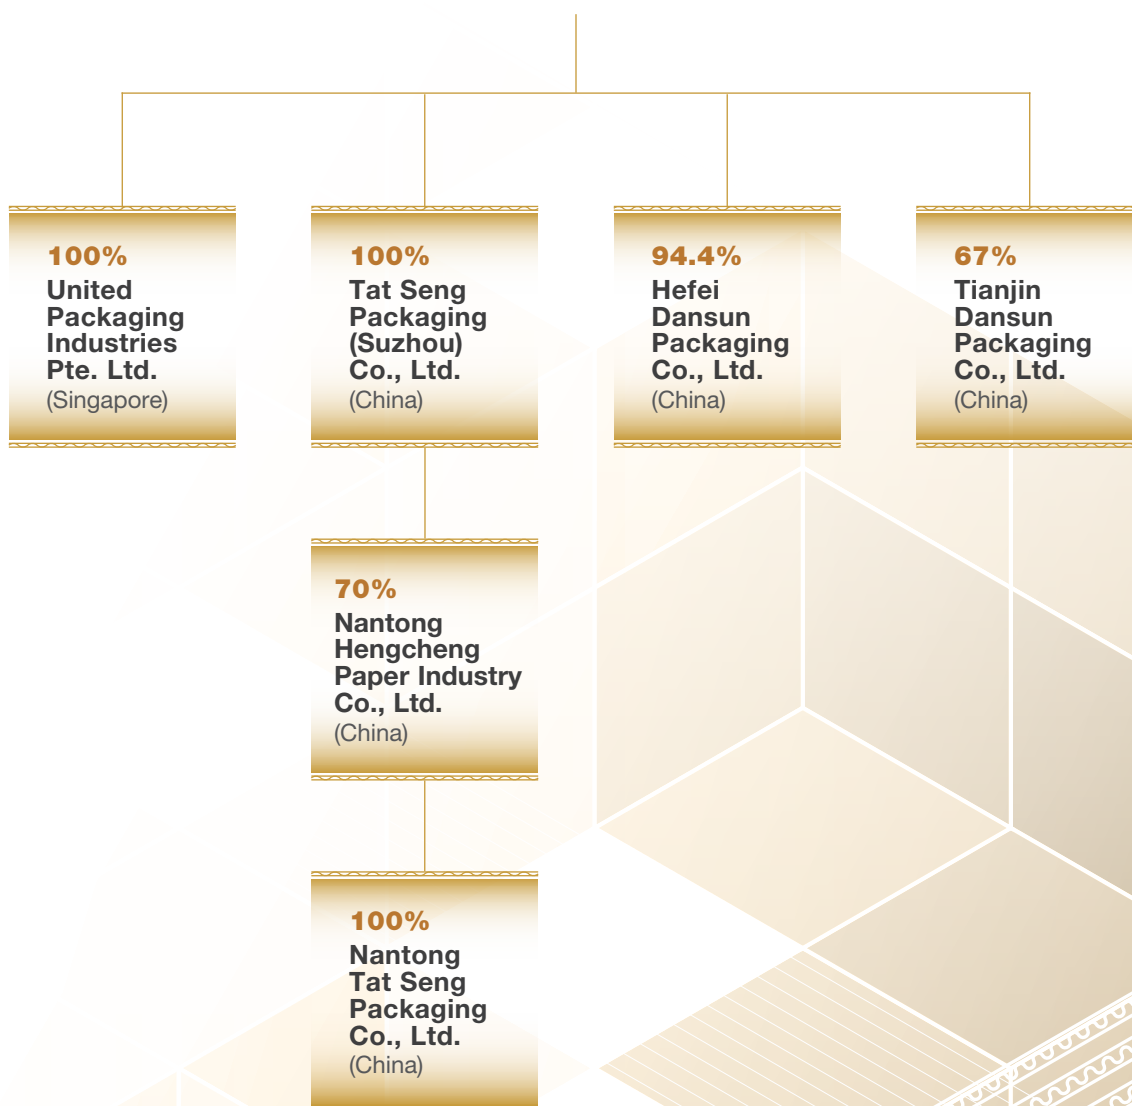 100%
United
Packaging
Industries
Pte. Ltd.
(Singapore)
100%
Tat Seng
Packaging
(Suzhou)
Co., Ltd.
(China)
94.4%
Hefei
Dansun
Packaging
Co., Ltd.
(China)
67%
Tianjin
Dansun
Packaging
Co., Ltd.
(China)
70%
Nantong
Hengcheng
Paper Industry
Co., Ltd.
(China)
100%
Nantong
Tat Seng
Packaging
Co., Ltd.
(China)